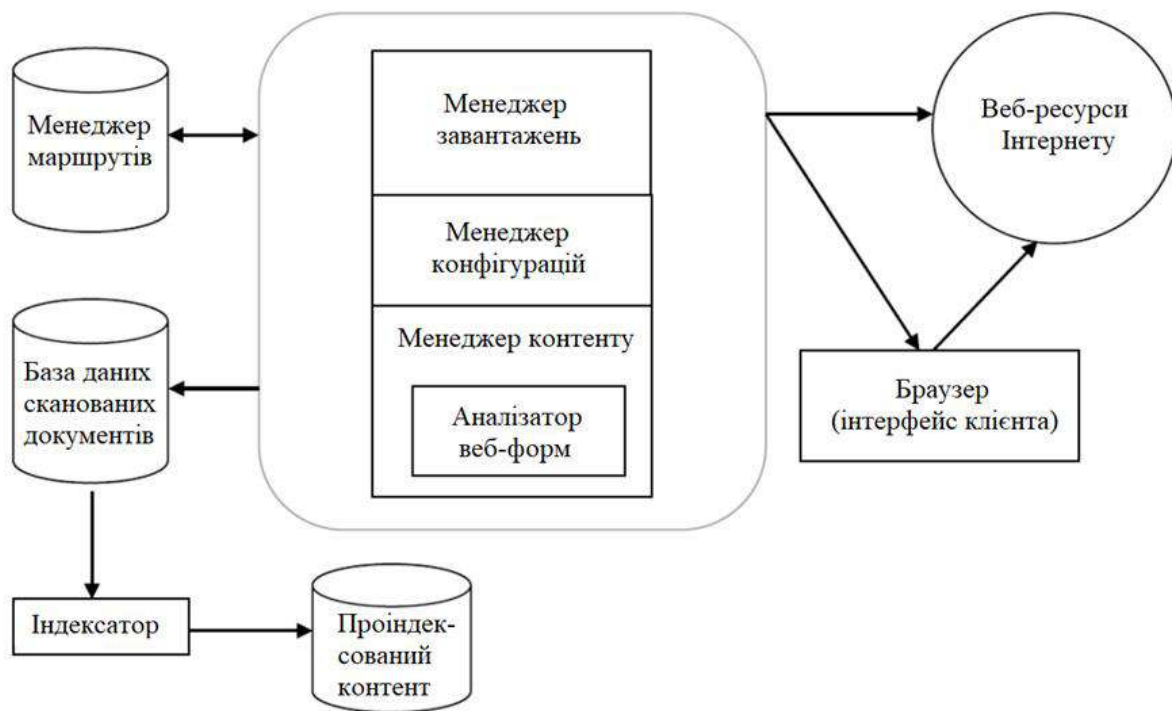 Менеджер
маршрутів
Менеджер
завантажень
Веб-ресурси
Інтернету
Менеджер
конфігурацій
Менеджер контенту
Аналізатор
веб-форм
База даних
сканованих
документів
Браузер
(інтерфейс клієнта)
Індексатор
Проіндек-
сований
контент